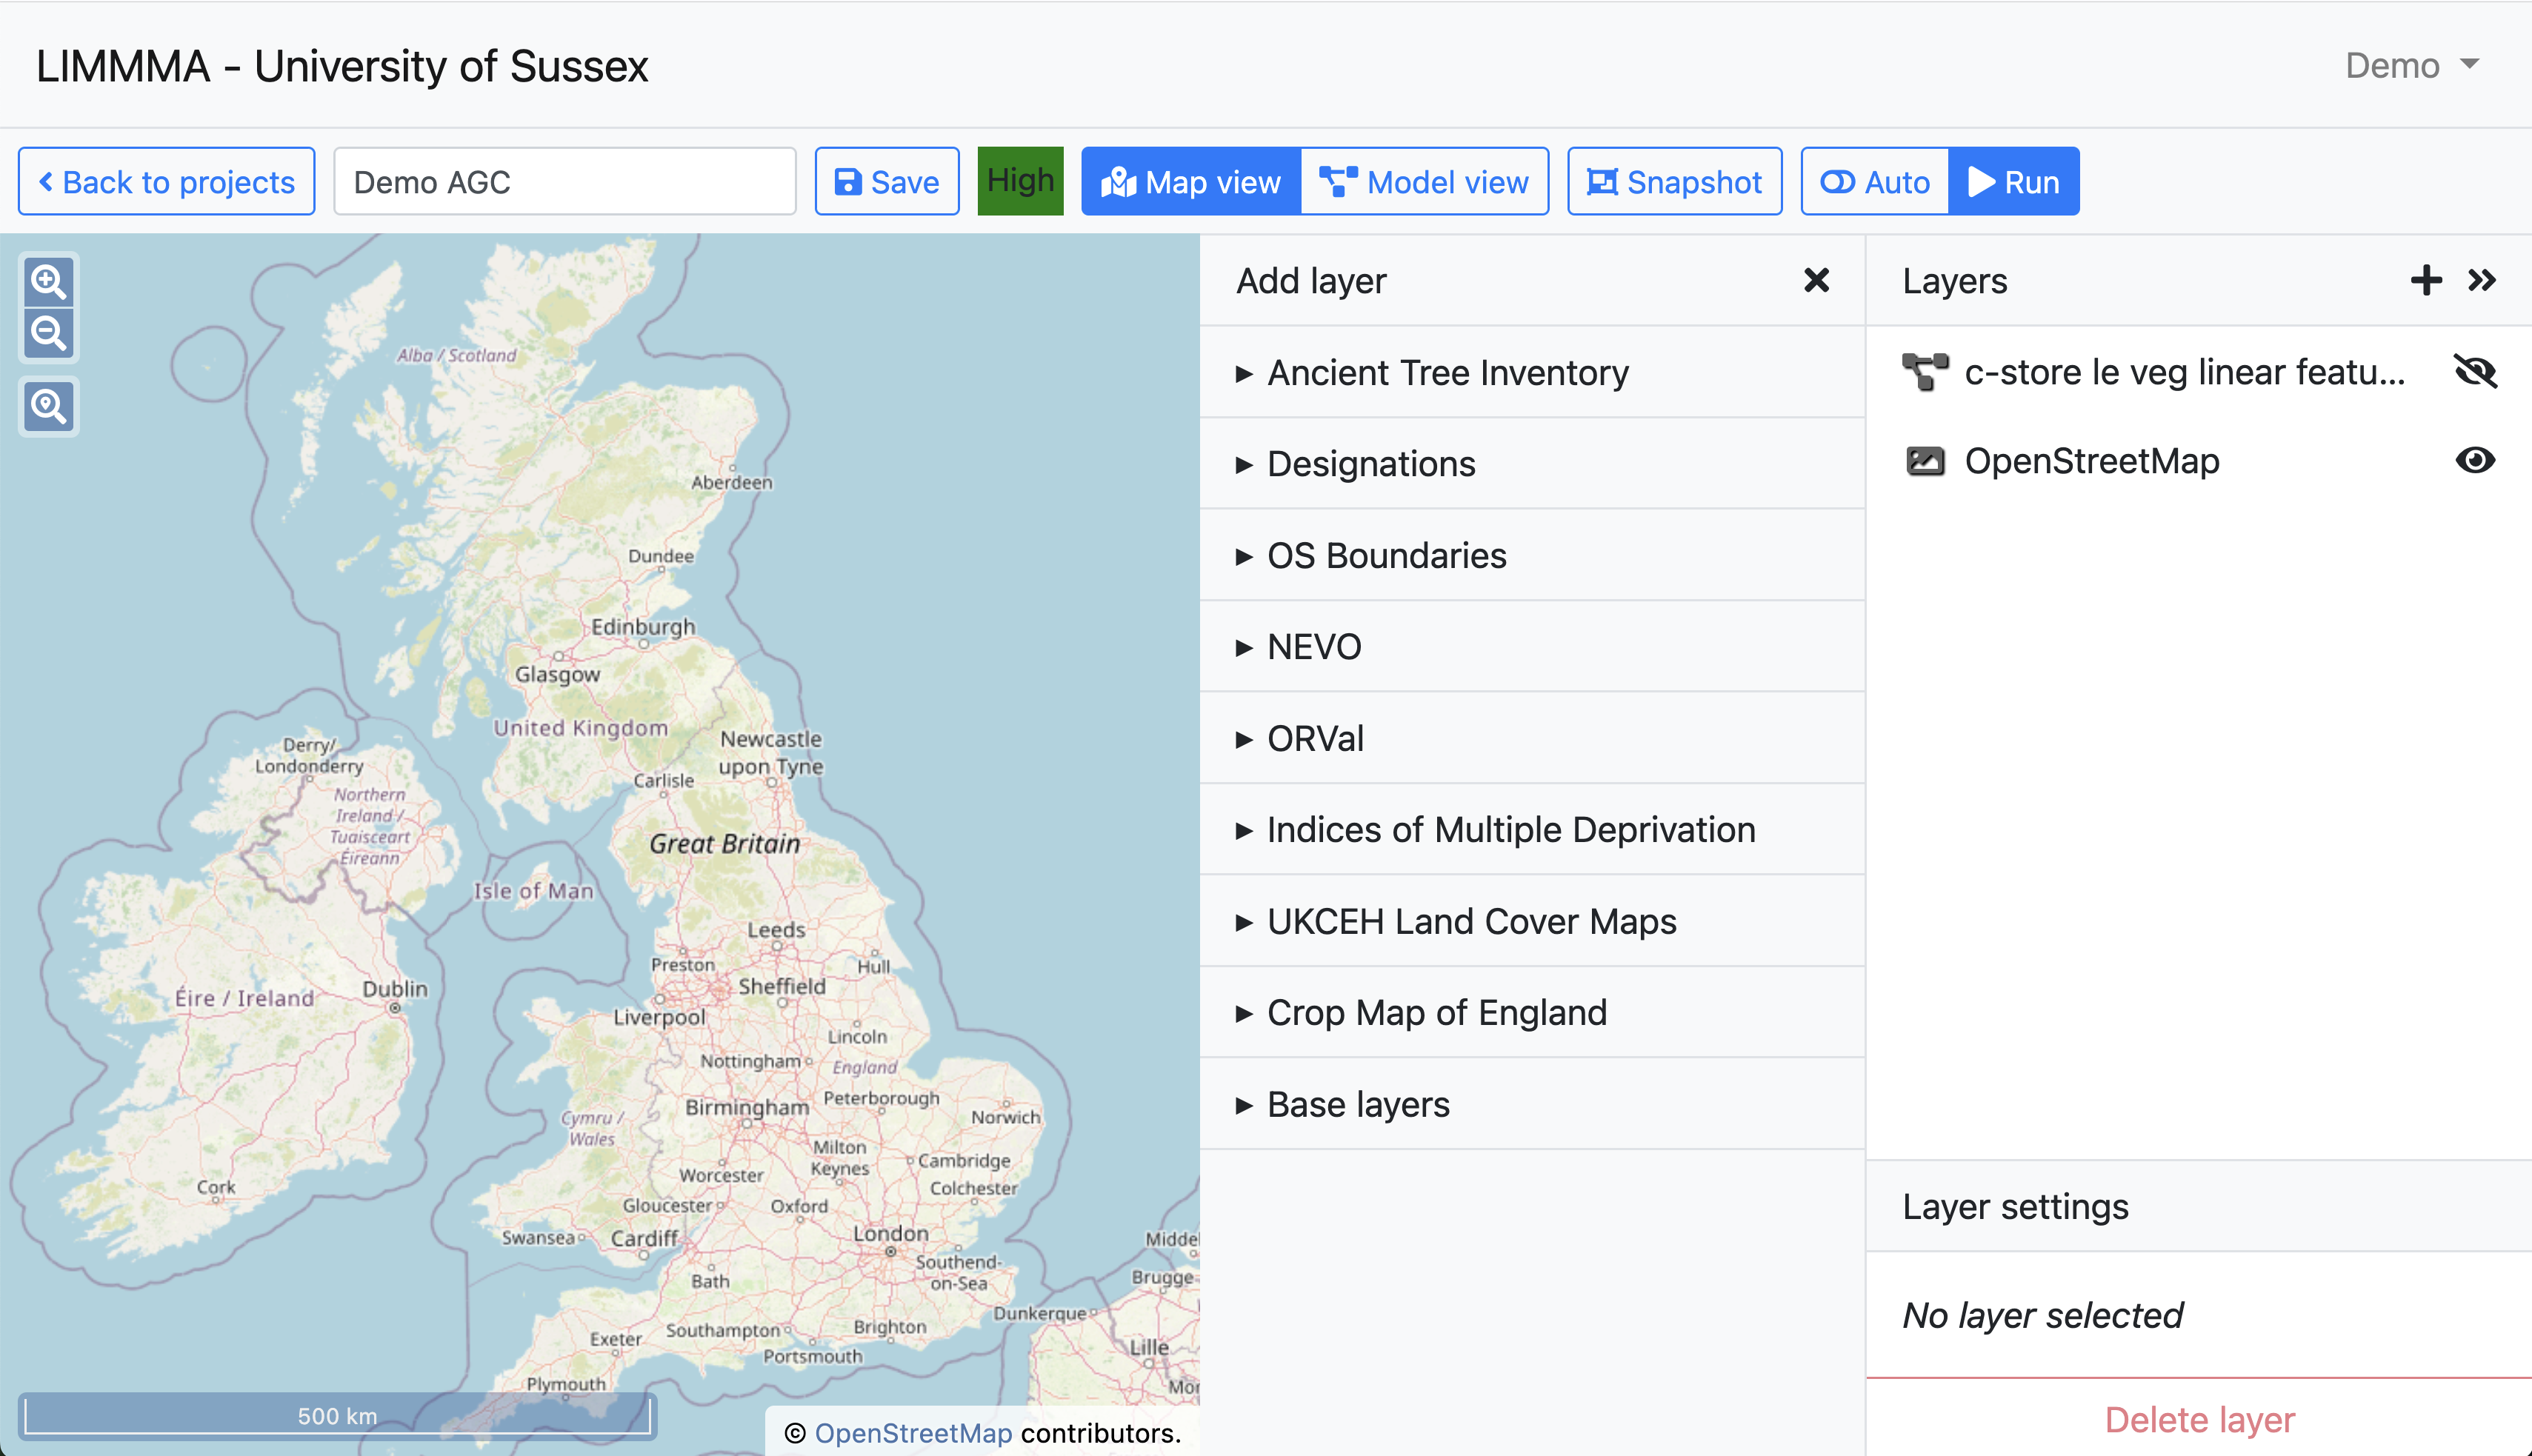 LIMMMA - University of Sussex
Demo
Back to projects
Demo AGC
Save
High
Map view
Model view
Snapshot
Auto
Run
Add layer
Ancient Tree Inventory
Designations
OS Boundaries
NEVO
ORVal
Indices of Multiple Deprivation
UKCEH Land Cover Maps
Crop Map of England
Base layers
Layers
c-store le veg linear featu...
OpenStreetMap
Layer settings
No layer selected
Delete layer
Alba / Scotland
Aberdeen
Dundee
Edinburgh
Glasgow
United Kingdom
Newcastle
upon Tyne
Derry/
Londonderry
Carlisle
Northern
Ireland /
Tuaisceart
Éireann
Great Britain
Isle of Man
Leeds
Preston
Hull
Sheffield
Dublin
Éire / Ireland
Liverpool
Lincoln
Nottingham
England
Peterborough
Birmingham
Norwich
Cymru /
Wales
Milton
Keynes
Cambridge
Worcester
Cork
Colchester
Gloucester
Oxford
London
Swansea
Cardiff
Middel
Southend-
on-Sea
Bath
Brugge
Dunkerque
Southampton
Brighton
Exeter
Lille
Portsmouth
Plymouth
Mor
500 km
© OpenStreetMap contributors.